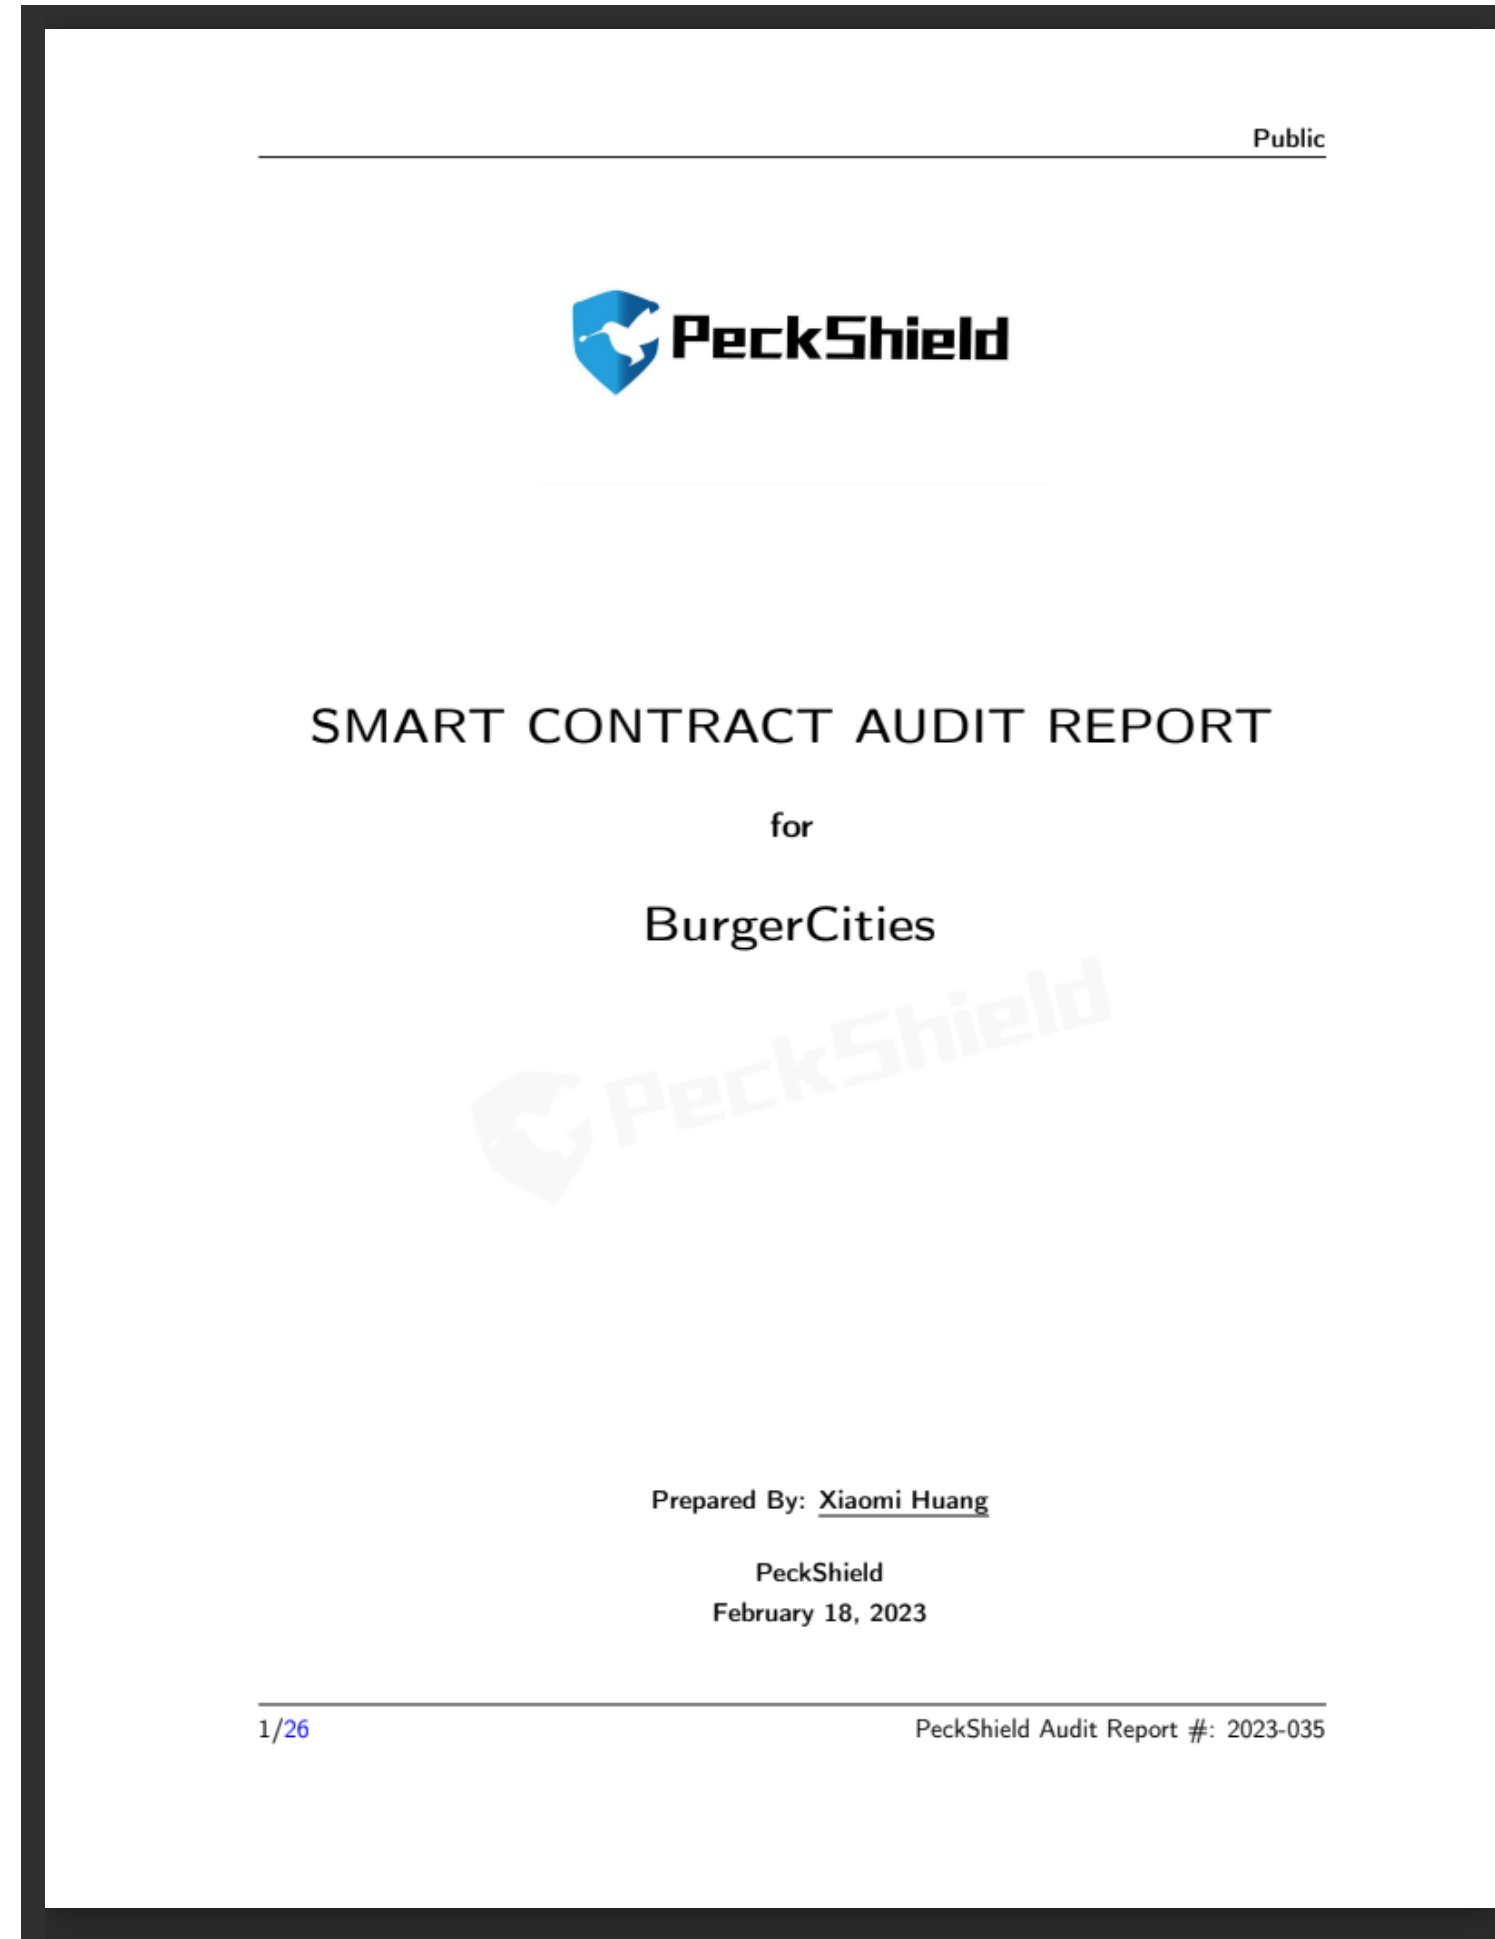 Public
PeckShield
SMART CONTRACT AUDIT REPORT
for
BurgerCities
PeckShield
Prepared By: Xiaomi Huang
PeckShield
February 18, 2023
1/26
PeckShield Audit Report #: 2023-035